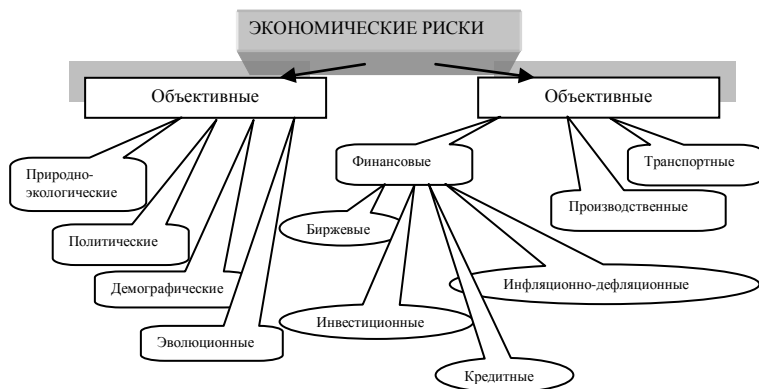 ЭКОНОМИЧЕСКИЕ РИСКИ
Объективные
Объективные
Природно-
экологические
Политические
Демографические
Эволюционные
Финансовые
Транспортные
Производственные
Биржевые
Инвестиционные
Инфляционно-дефляционные
Кредитные